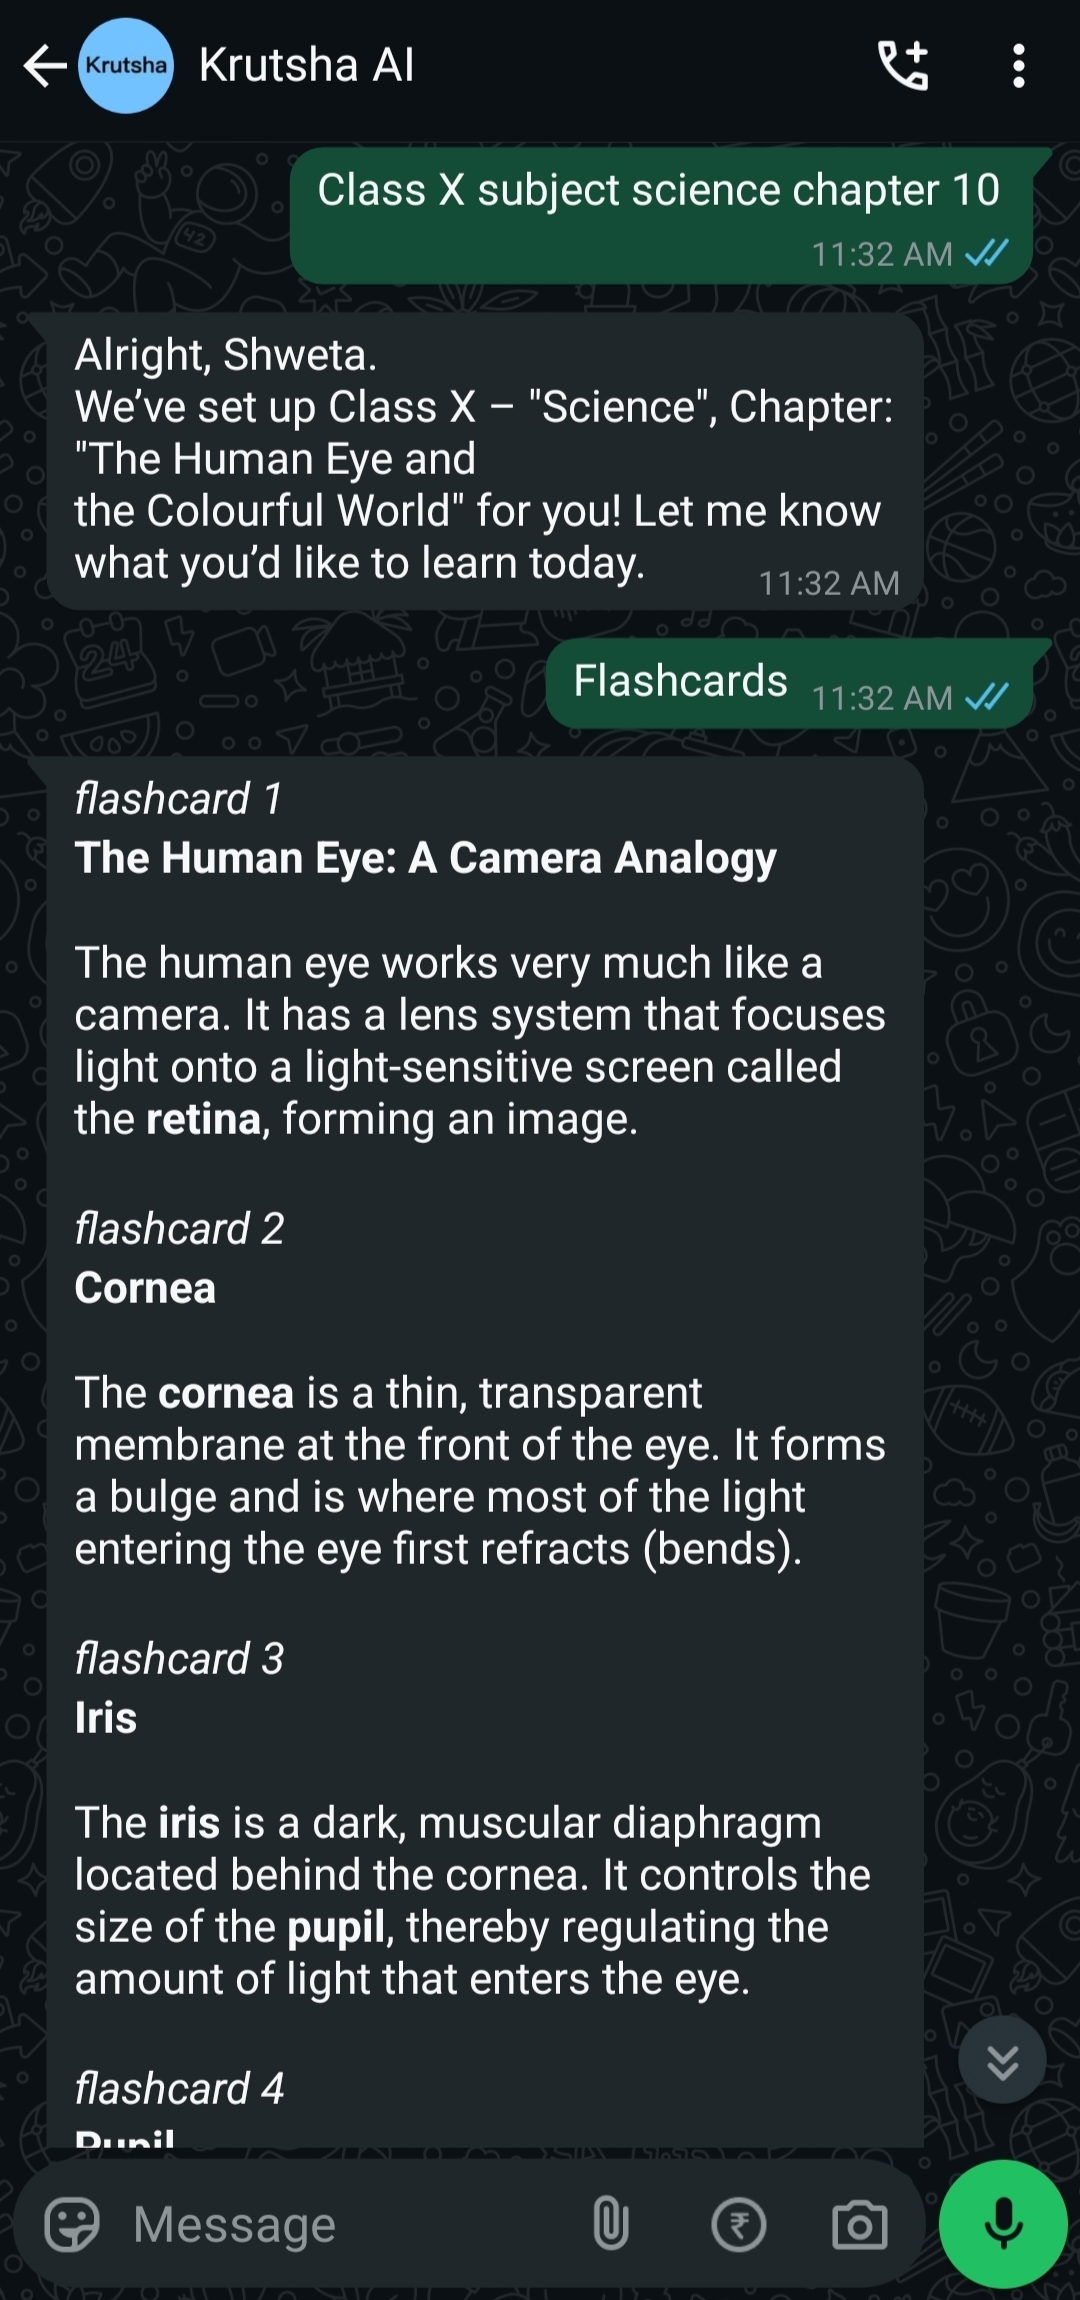 Krutsha
Krutsha AI
Class X subject science chapter 10
11:32 AM
Alright, Shweta.
We've set up Class X – "Science", Chapter:
"The Human Eye and
the Colourful World" for you! Let me know
what you'd like to learn today.
11:32 AM
Flashcards
11:32 AM
flashcard 1
The Human Eye: A Camera Analogy
The human eye works very much like a
camera. It has a lens system that focuses
light onto a light-sensitive screen called
the retina, forming an image.
flashcard 2
Cornea
The cornea is a thin, transparent
membrane at the front of the eye. It forms
a bulge and is where most of the light
entering the eye first refracts (bends).
flashcard 3
Iris
The iris is a dark, muscular diaphragm
located behind the cornea. It controls the
size of the pupil, thereby regulating the
amount of light that enters the eye.
flashcard 4
Pupil
Message